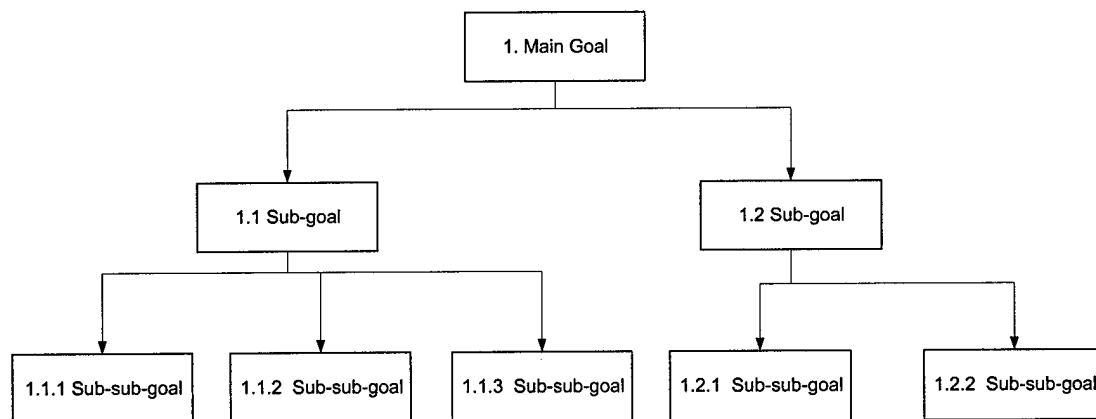 1. Main Goal
1.1 Sub-goal
1.2 Sub-goal
1.1.1 Sub-sub-goal
1.1.2 Sub-sub-goal
1.1.3 Sub-sub-goal
1.2.1 Sub-sub-goal
1.2.2 Sub-sub-goal